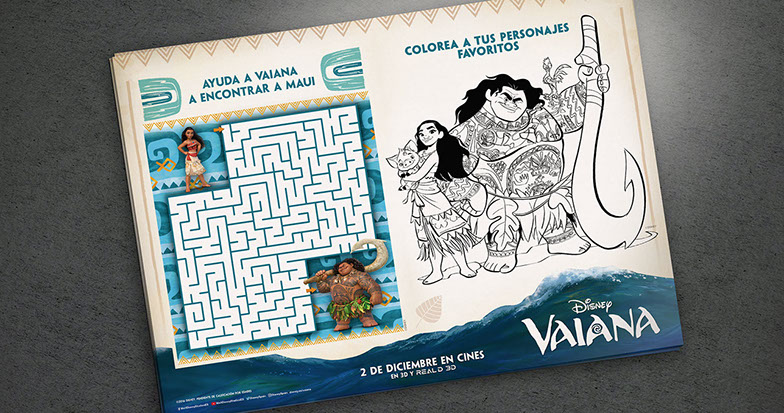 AYUDA A VAIANA
A ENCONTRAR A MAUI
COLOREA A TUS PERSONAJES
FAVORITOS
Disney
VAIANA
2 DE DICIEMBRE EN CINES
EN 3D Y REALD 3D